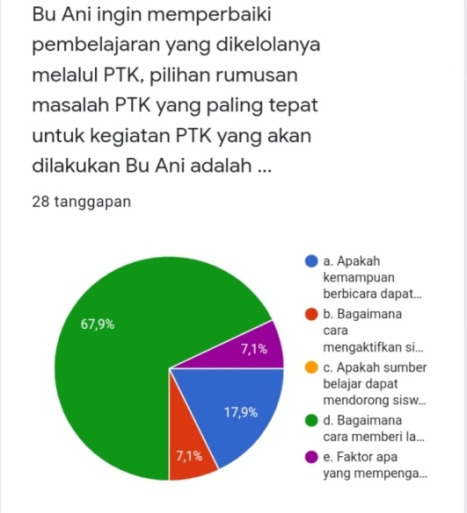 Bu Ani ingin memperbaiki
pembelajaran yang dikelolanya
melalul PTK, pilihan rumusan
masalah PTK yang paling tepat
untuk kegiatan PTK yang akan
dilakukan Bu Ani adalah ...
28 tanggapan
67,9%
7,1%
17,9%
7,1%
a. Apakah
kemampuan
berbicara dapat...
b. Bagaimana
cara
mengaktifkan si...
c. Apakah sumber
belajar dapat
mendorong sisw...
d. Bagaimana
cara memberi la...
e. Faktor apa
yang mempenga...